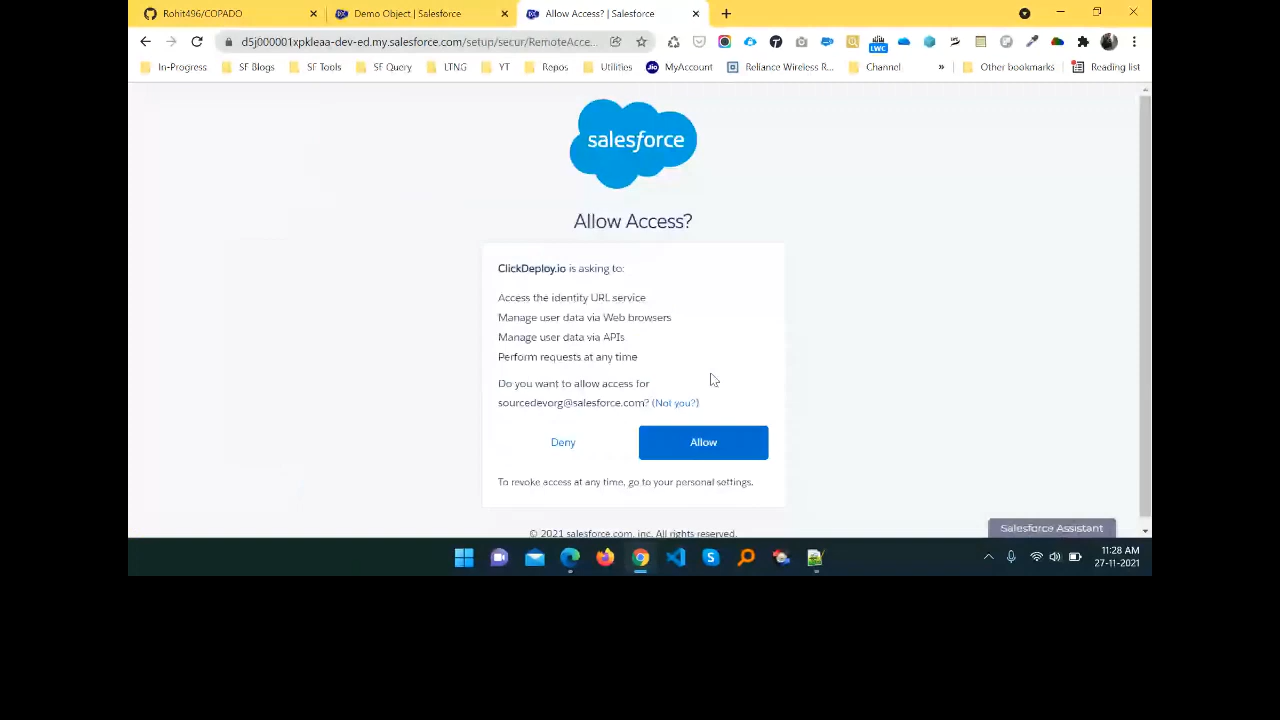 Rohit496/COPADO
Demo Object | Salesforce
Allow Access? | Salesforce
d5j000001xpkleaa-dev-ed.my.salesforce.com/setup/secur/RemoteAcce...
LWC
In-Progress
SF Blogs
SF Tools
SF Query
LTNG
YT
Repos
Utilities
Jio
MyAccount
Reliance Wireless R...
Channel
»
Other bookmarks
Reading list
salesforce
Allow Access?
ClickDeploy.io is asking to:
Access the identity URL service
Manage user data via Web browsers
Manage user data via APIs
Perform requests at any time
Do you want to allow access for
sourcedevorg@salesforce.com? (Not you?)
Deny
Allow
To revoke access at any time, go to your personal settings.
© 2021 salesforce.com, inc. All rights reserved.
Salesforce Assistant
11:28 AM
27-11-2021